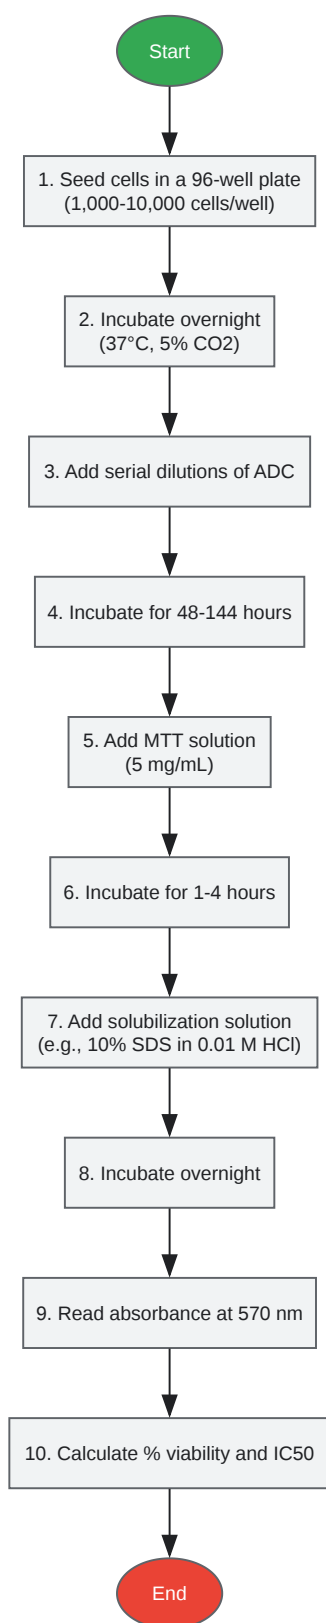 Start
1. Seed cells in a 96-well plate
(1,000-10,000 cells/well)
2. Incubate overnight
(37°C, 5% CO2)
3. Add serial dilutions of ADC
4. Incubate for 48-144 hours
5. Add MTT solution
(5 mg/mL)
6. Incubate for 1-4 hours
7. Add solubilization solution
(e.g., 10% SDS in 0.01 M HCl)
8. Incubate overnight
9. Read absorbance at 570 nm
10. Calculate % viability and IC50
End